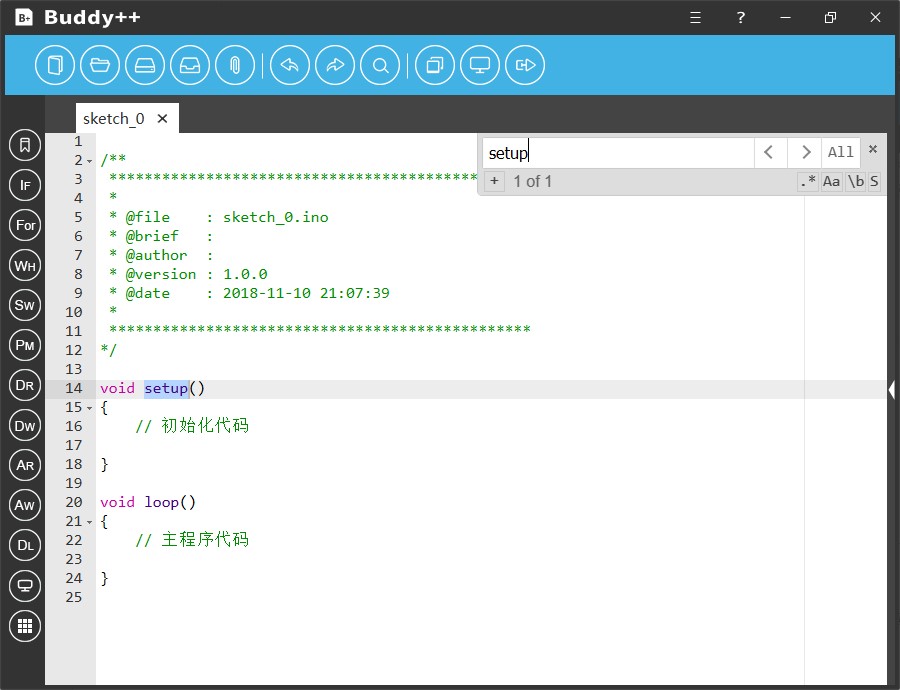 B+ Buddy++ ?
sketch_0 ×
setup All ×
+ 1 of 1 .* Aa \b S
IF
For
WH
SW
PM
DR
DW
AR
AW
DL
1
2 /**
3 ******************************************
4 *
5 * @file : sketch_0.ino
6 * @brief :
7 * @author :
8 * @version : 1.0.0
9 * @date : 2018-11-10 21:07:39
10 *
11 ************************************************
12 */
13
14 void setup()
15 {
16 // 初始化代码
17
18 }
19
20 void loop()
21 {
22 // 主程序代码
23
24 }
25